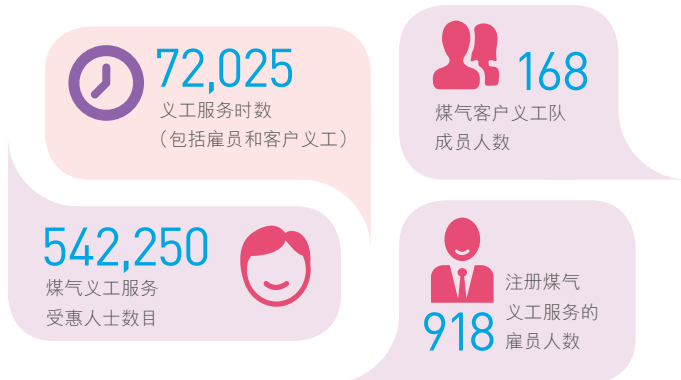 72,025
义工服务时数
（包括雇员和客户义工）
168
煤气客户义工队
成员人数
542,250
煤气义工服务
受惠人士数目
918
注册煤气
义工服务的
雇员人数